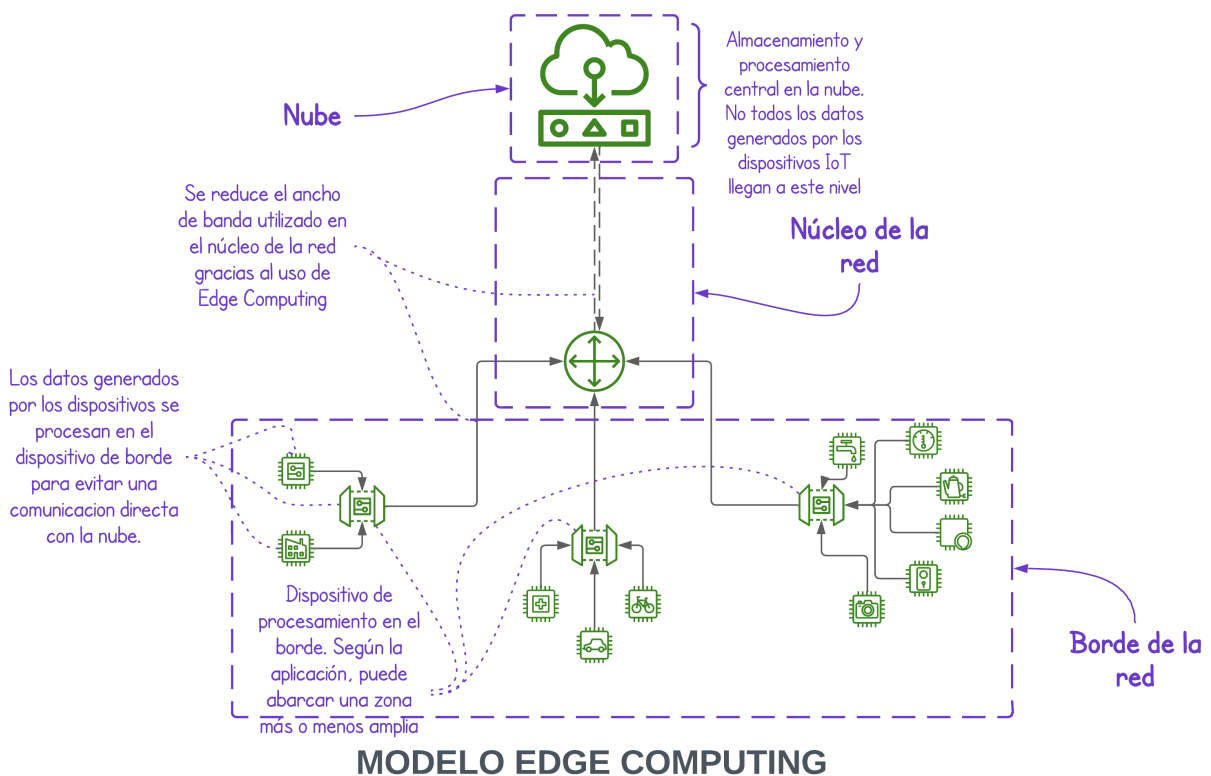 Nube
Almacenamiento y
procesamiento
central en la nube.
No todos los datos
generados por los
dispositivos IoT
llegan a este nivel
Se reduce el ancho
de banda utilizado en
el núcleo de la red
gracias al uso de
Edge Computing
Núcleo de la
red
Los datos generados
por los dispositivos se
procesan en el
dispositivo de borde
para evitar una
comunicacion directa
con la nube.
Dispositivo de
procesamiento en el
borde. Según la
aplicación, puede
abarcar una zona
más o menos amplia
Borde de la
red
MODELO EDGE COMPUTING